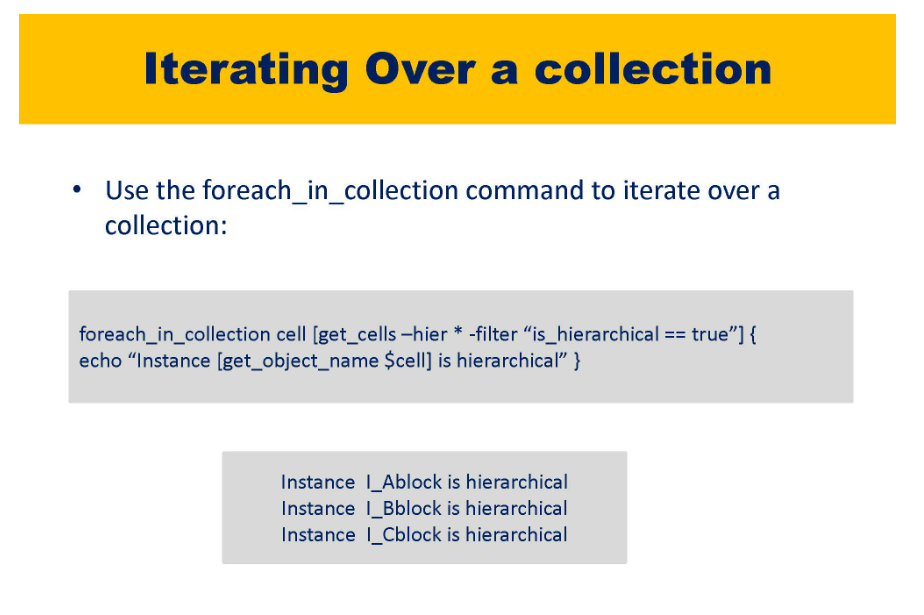 Iterating Over a collection
• Use the foreach_in_collection command to iterate over a
collection:
foreach_in_collection cell [get_cells –hier * -filter “is_hierarchical == true”] {
echo “Instance [get_object_name $cell] is hierarchical” }
Instance  I_Ablock is hierarchical
Instance  I_Bblock is hierarchical
Instance  I_Cblock is hierarchical